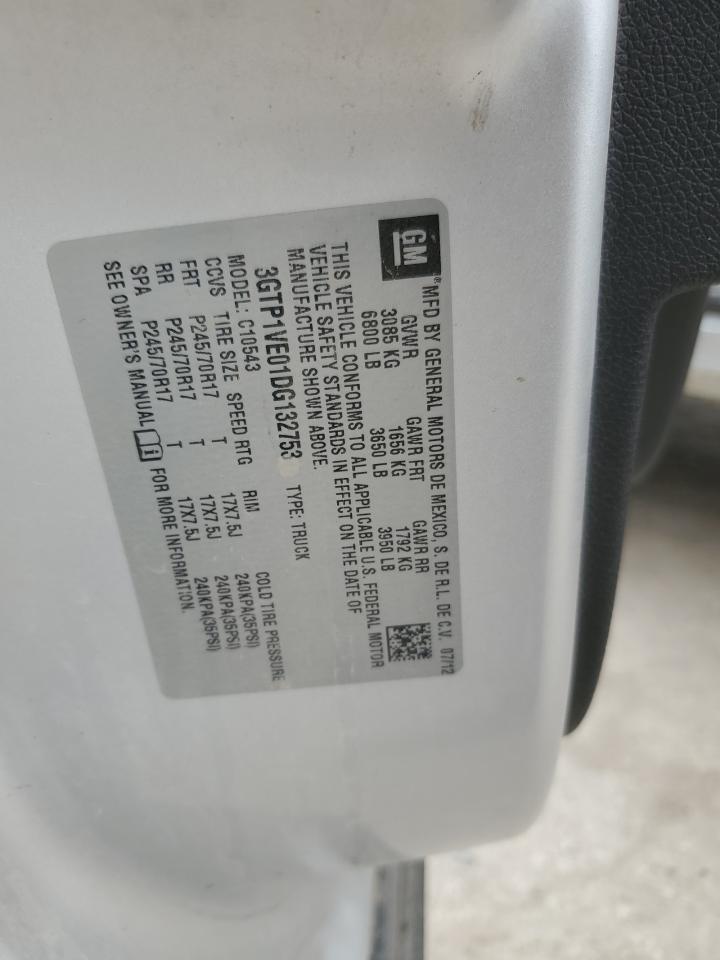 GM
®MFD BY GENERAL MOTORS DE MEXICO, S. DE R.L. DE C.V. 07/12
GVWR GAWR FRT GAWR RR
3085 KG 1656 KG 1792 KG
6800 LB 3650 LB 3950 LB
THIS VEHICLE CONFORMS TO ALL APPLICABLE U.S. FEDERAL MOTOR
VEHICLE SAFETY STANDARDS IN EFFECT ON THE DATE OF
MANUFACTURE SHOWN ABOVE.
3GTP1VE01DG132753 TYPE: TRUCK
MODEL: C10543
CCVS TIRE SIZE SPEED RTG RIM COLD TIRE PRESSURE
FRT P245/70R17 T 17X7.5J 240KPA(35PSI)
RR P245/70R17 T 17X7.5J 240KPA(35PSI)
SPA P245/70R17 T 17X7.5J 240KPA(35PSI)
SEE OWNER'S MANUAL i FOR MORE INFORMATION.